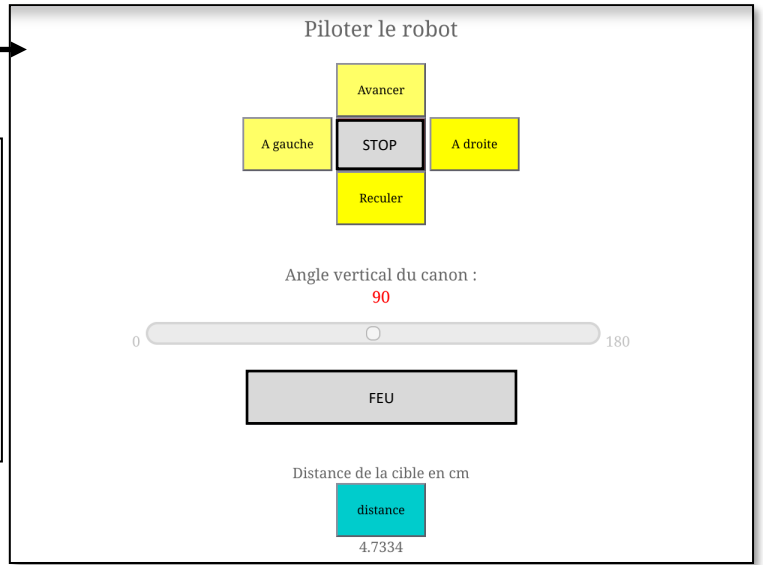 Piloter le robot
Avancer
A gauche STOP A droite
Reculer
Angle vertical du canon :
90
0 180
FEU
Distance de la cible en cm
distance
4.7334